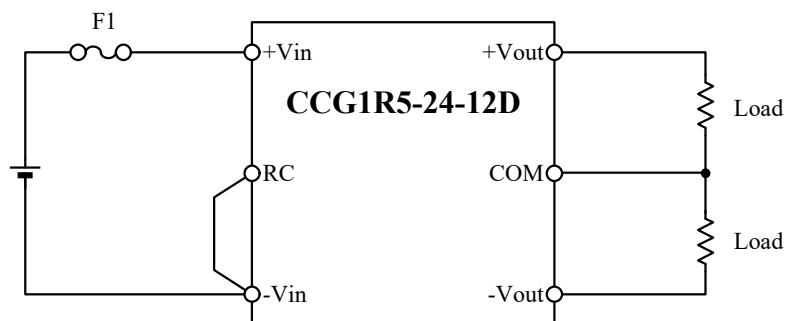 F1
+Vin
+Vout
CCG1R5-24-12D
Load
RC
COM
Load
-Vin
-Vout